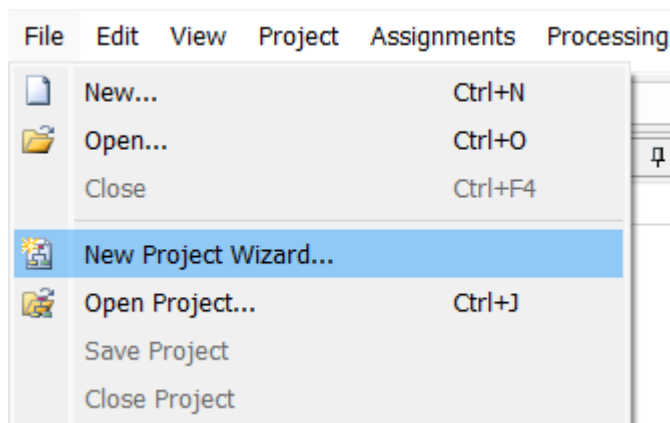 File Edit View Project Assignments Processing
New... Ctrl+N
Open... Ctrl+O
Close Ctrl+F4
New Project Wizard...
Open Project... Ctrl+J
Save Project
Close Project